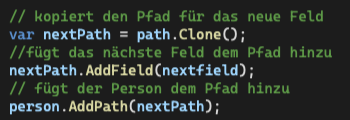 // kopiert den Pfad für das neue Feld
var nextPath = path.Clone();
//fügt das nächste Feld dem Pfad hinzu
nextPath.AddField(nextfield);
// fügt der Person dem Pfad hinzu
person.AddPath(nextPath);